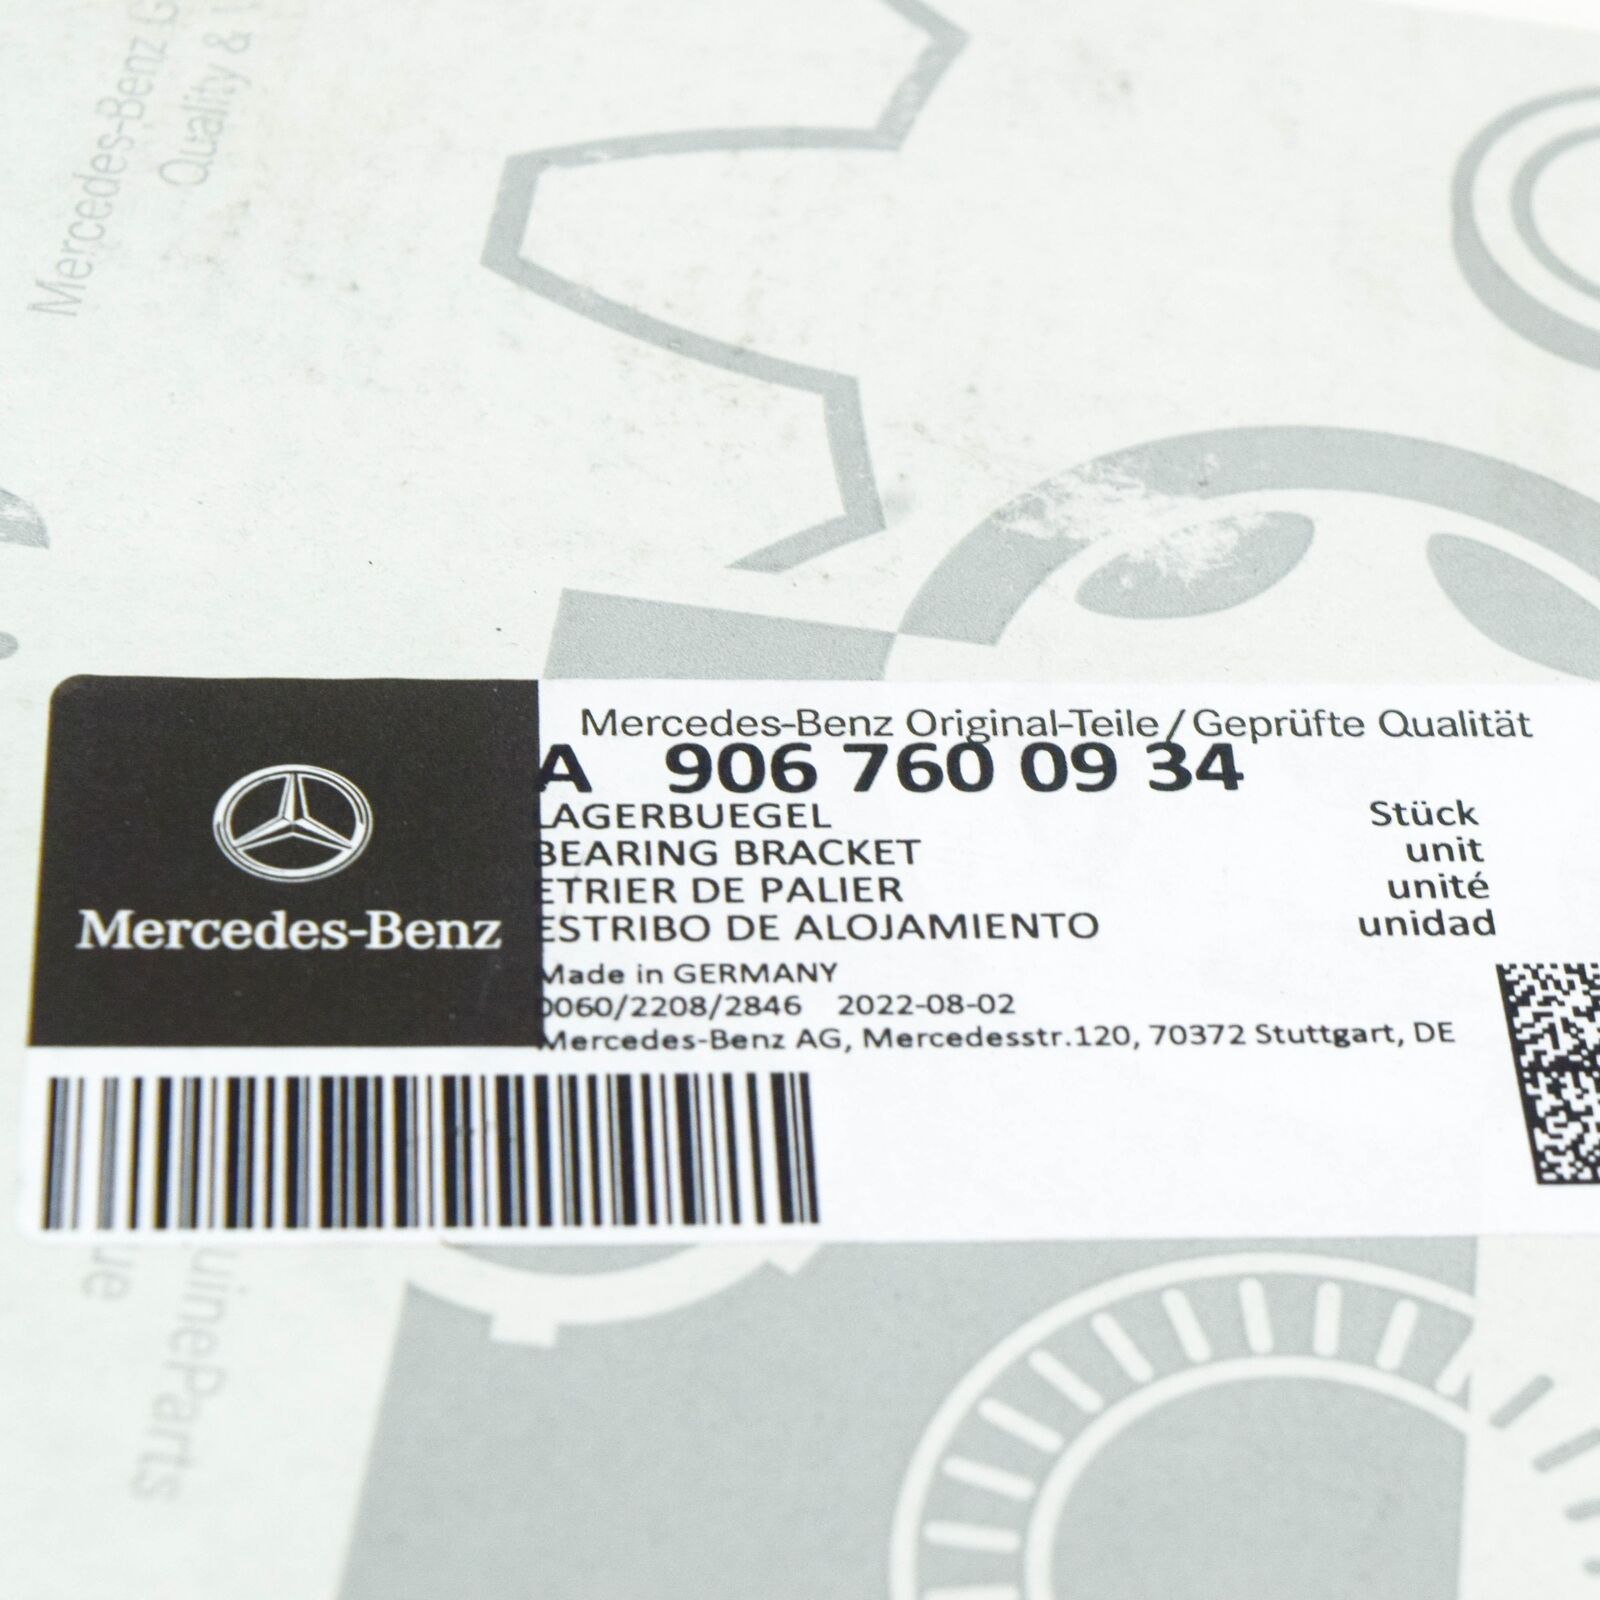 Mercedes-Benz G
Quality &
Mercedes-Benz Original-Teile/Geprüfte Qualität
A 906 760 09 34
LAGERBUEGEL Stück
BEARING BRACKET unit
ETRIER DE PALIER unité
ESTRIBO DE ALOJAMIENTO unidad
Mercedes-Benz
Made in GERMANY
0060/2208/2846 2022-08-02
Mercedes-Benz AG, Mercedesstr.120, 70372 Stuttgart, DE
uineParts
ue